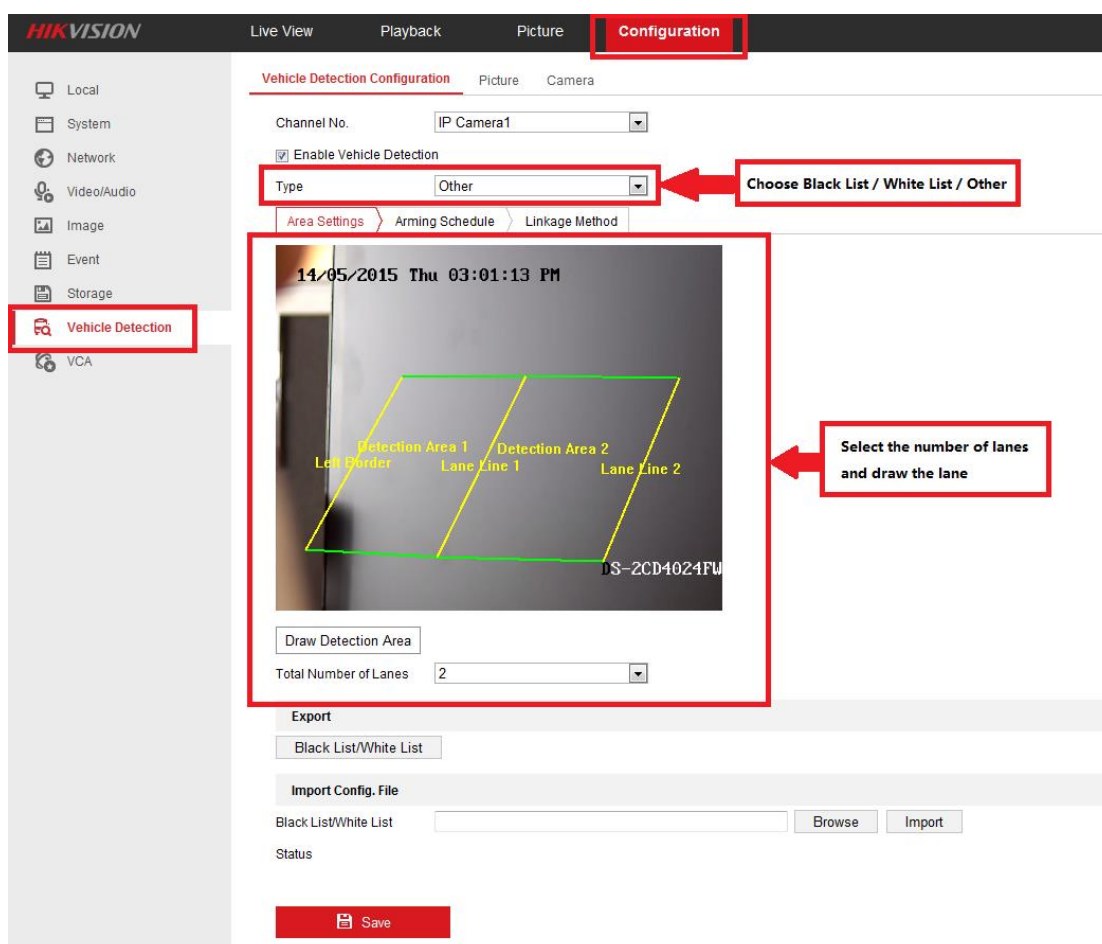 HIKVISION
Live View Playback Picture Configuration
Local
System
Network
Video/Audio
Image
Event
Storage
Vehicle Detection
VCA
Vehicle Detection Configuration Picture Camera
Channel No. IP Camera1
Enable Vehicle Detection
Type Other
Choose Black List / White List / Other
Area Settings Arming Schedule Linkage Method
14/05/2015 Thu 03:01:13 PM
Detection Area 1 Detection Area 2
Left Border Lane Line 1 Lane Line 2
DS-2CD4024FW
Select the number of lanes
and draw the lane
Draw Detection Area
Total Number of Lanes 2
Export
Black List/White List
Import Config. File
Black List/White List Browse Import
Status
Save